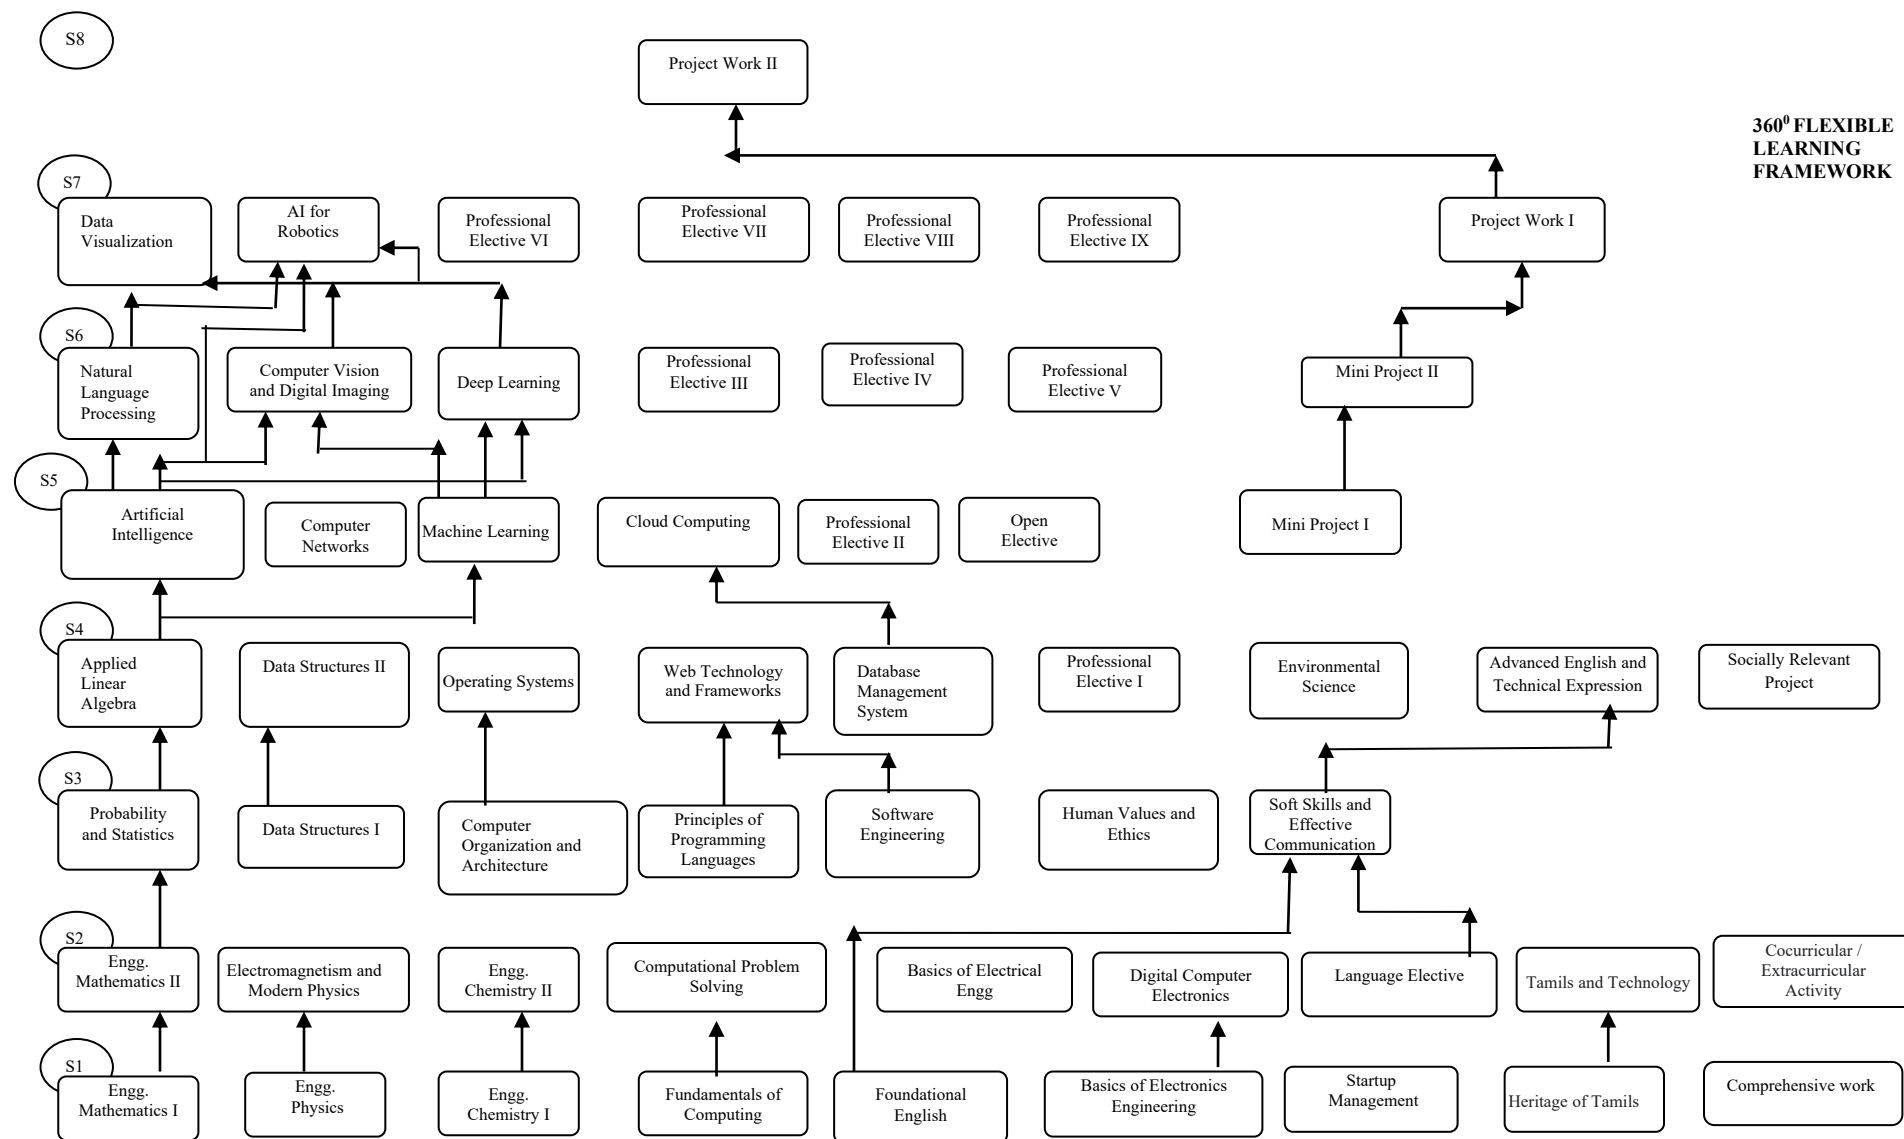 S8
Project Work II
360⁰ FLEXIBLE
LEARNING
FRAMEWORK
S7
Data
Visualization
AI for
Robotics
Professional
Elective VI
Professional
Elective VII
Professional
Elective VIII
Professional
Elective IX
Project Work I
S6
Natural
Language
Processing
Computer Vision
and Digital Imaging
Deep Learning
Professional
Elective III
Professional
Elective IV
Professional
Elective V
Mini Project II
S5
Artificial
Intelligence
Computer
Networks
Machine Learning
Cloud Computing
Professional
Elective II
Open
Elective
Mini Project I
S4
Applied
Linear
Algebra
Data Structures II
Operating Systems
Web Technology
and Frameworks
Database
Management
System
Professional
Elective I
Environmental
Science
Advanced English and
Technical Expression
Socially Relevant
Project
S3
Probability
and Statistics
Data Structures I
Computer
Organization and
Architecture
Principles of
Programming
Languages
Software
Engineering
Human Values and
Ethics
Soft Skills and
Effective
Communication
S2
Engg.
Mathematics II
Electromagnetism and
Modern Physics
Engg.
Chemistry II
Computational Problem
Solving
Basics of Electrical
Engg
Digital Computer
Electronics
Language Elective
Tamils and Technology
Cocurricular /
Extracurricular
Activity
S1
Engg.
Mathematics I
Engg.
Physics
Engg.
Chemistry I
Fundamentals of
Computing
Foundational
English
Basics of Electronics
Engineering
Startup
Management
Heritage of Tamils
Comprehensive work